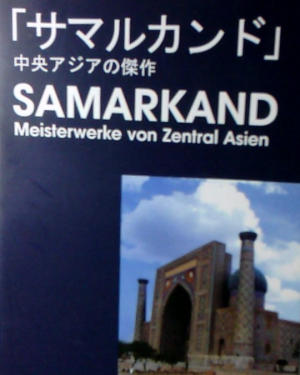 「サマルカンド」
中央アジアの傑作
SAMARKAND
Meisterwerke von Zentral Asien